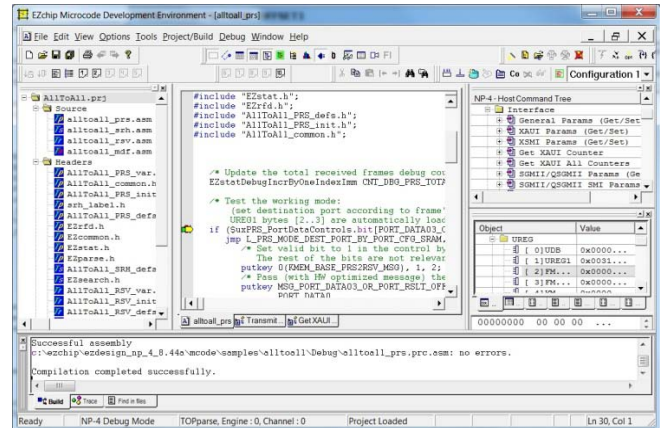 EZchip Microcode Development Environment - [alltoall_prs]
File Edit View Options Tools Project/Build Debug Window Help
Configuration 1
AllToAll.prj
Source
alltoall_prs.asm
alltoall_srh.asm
alltoall_rsv.asm
alltoall_mdf.asm
Headers
AllToAll_PRS_var.
AllToAll_common.h
AllToAll_PRS_init
srh_label.h
AllToAll_PRS_defs
EZrfd.h
EZcommon.h
EZstat.h
EZparse.h
AllToAll_SRM_defs
EZsearch.h
AllToAll_RSV_var.
AllToAll_RSV_init
AllToAll_RSV_defs
#include "EZstat.h";
#include "EZrfd.h";
#include "AllToAll_PRS_defs.h";
#include "AllToAll_PRS_init.h";
#include "AllToAll_common.h";
/* Update the total received frames debug cou
EZstatDebugIncrByOneIndexImm CNT_DBG_PRS_TOTA
/* Test the working mode:
(set destination port according to frame'
UREG1 bytes [2..3] are automatically load
if ($uxPRS_PortDataControls.bit[PORT_DATA03_O
jmp L_PRS_MODE_DEST_PORT_BY_PORT_CFG_SRAM,
/* Set valid bit to 1 in the control by
The rest of the bits are not relevan
putkey 0(KMEM_BASE_PRS2RSV_MSG), 1, 2;
/* Pass (with HW optimized message) the
putkey MSG_PORT_DATA03_OR_PORT_RSLT_OFF
PORT_DATA0
alltoall_prs Transmit... Get XAUI...
NP-4 - Host Command Tree
Interface
General Params (Get/Set)
XAUI Params (Get/Set)
XSMI Params (Get/Set)
Get XAUI Counter
Get XAUI All Counters
SGMII/QSGMII Params (Ge
SGMII/QSGMII SMI Params
Object Value
UREG
[ 0]UDB 0x0000...
[ 1]UREG1 0x0031...
[ 2]FM... 0x0000...
[ 3]FM... 0x0000...
00000000 00 00 00 ...
Successful assembly
c:\ezchip\ezdesign_np_4_8.44a\mcode\samples\alltoall\Debug\alltoall_prs.prc.asm: no errors.
Compilation completed successfully.
Build Trace Find in files
Ready NP-4 Debug Mode TOPparse, Engine : 0, Channel : 0 Project Loaded Ln 30, Col 1